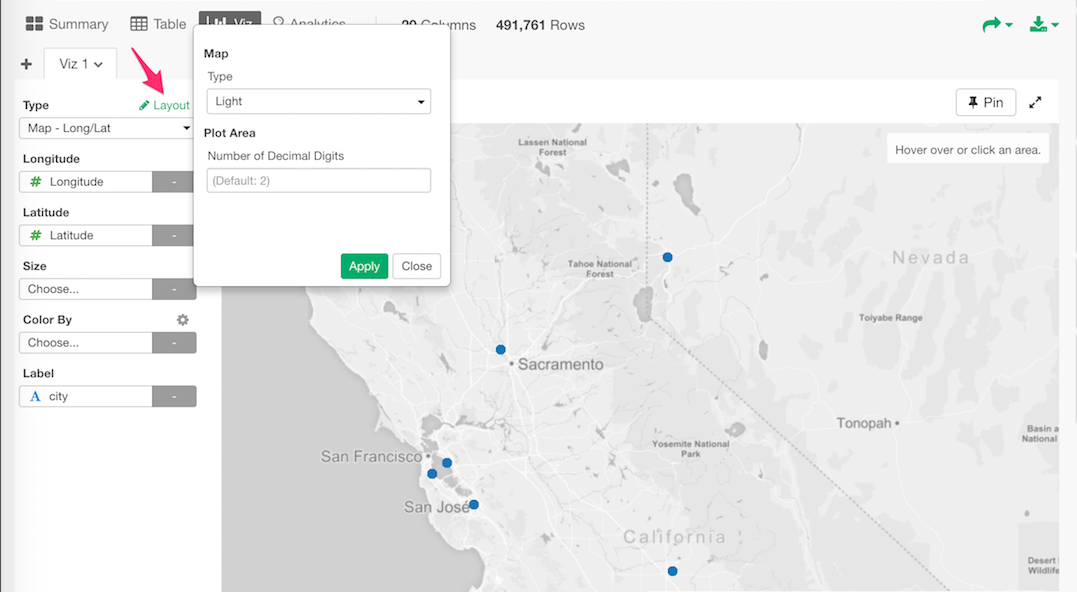 Summary
Table
Viz
Analytics
20 Columns
491,761 Rows
+
Viz 1
Type
Layout
Map - Long/Lat
Longitude
# Longitude
-
Latitude
# Latitude
-
Size
Choose...
-
Color By
Choose...
-
Label
A city
-
Map
Type
Light
Plot Area
Number of Decimal Digits
(Default: 2)
Apply
Close
Pin
Hover over or click an area.
Lassen National
Forest
Nevada
Tahoe National
Forest
Toiyabe Range
Sacramento
Tonopah
Basin a
National
San Francisco
Yosemite National
Park
San José
California
Desert
Wildlife